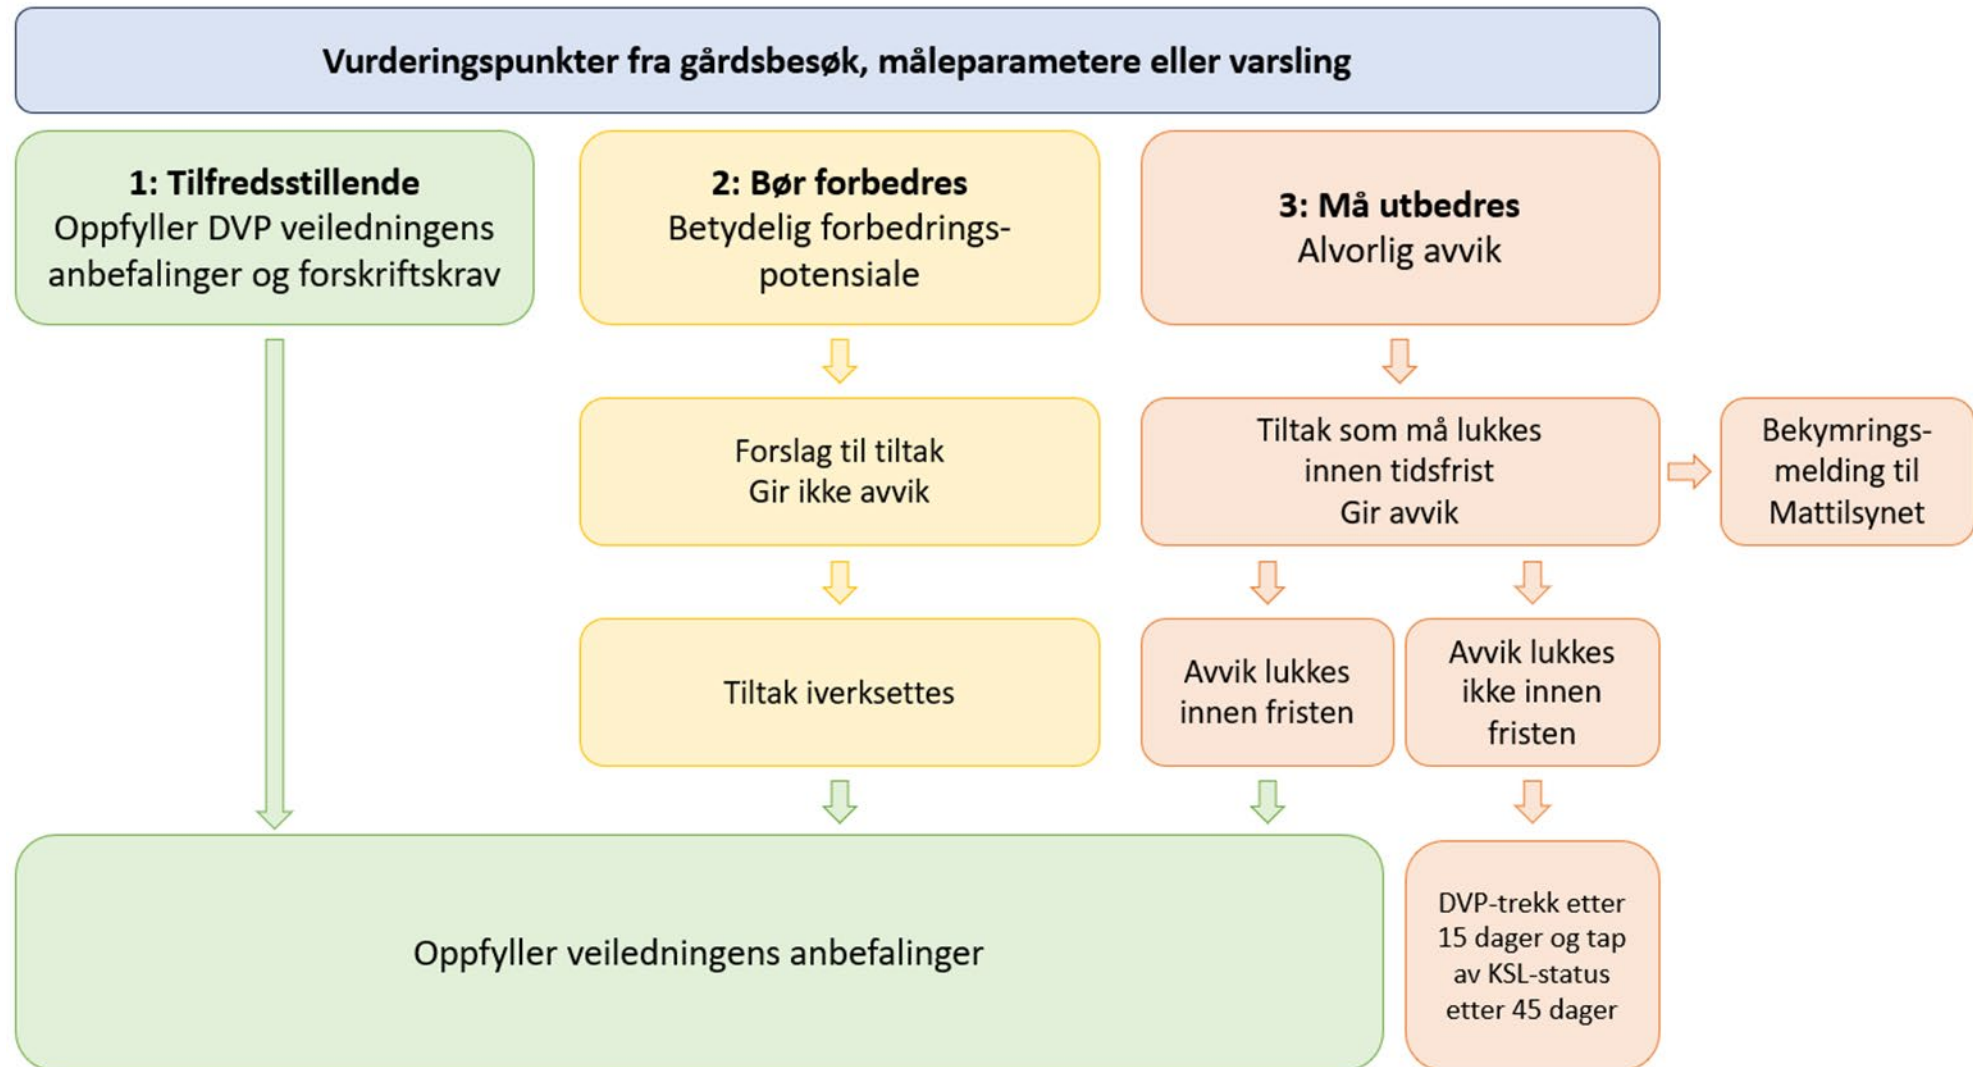 Vurderingspunkter fra gårdsbesøk, måleparametere eller varsling
1: Tilfredsstillende
Oppfyller DVP veiledningens
anbefalinger og forskriftskrav
2: Bør forbedres
Betydelig forbedrings-
potensiale
3: Må utbedres
Alvorlig avvik
Forslag til tiltak
Gir ikke avvik
Tiltak som må lukkes
innen tidsfrist
Gir avvik
Bekymrings-
melding til
Mattilsynet
Tiltak iverksettes
Avvik lukkes
innen fristen
Avvik lukkes
ikke innen
fristen
Oppfyller veiledningens anbefalinger
DVP-trekk etter
15 dager og tap
av KSL-status
etter 45 dager